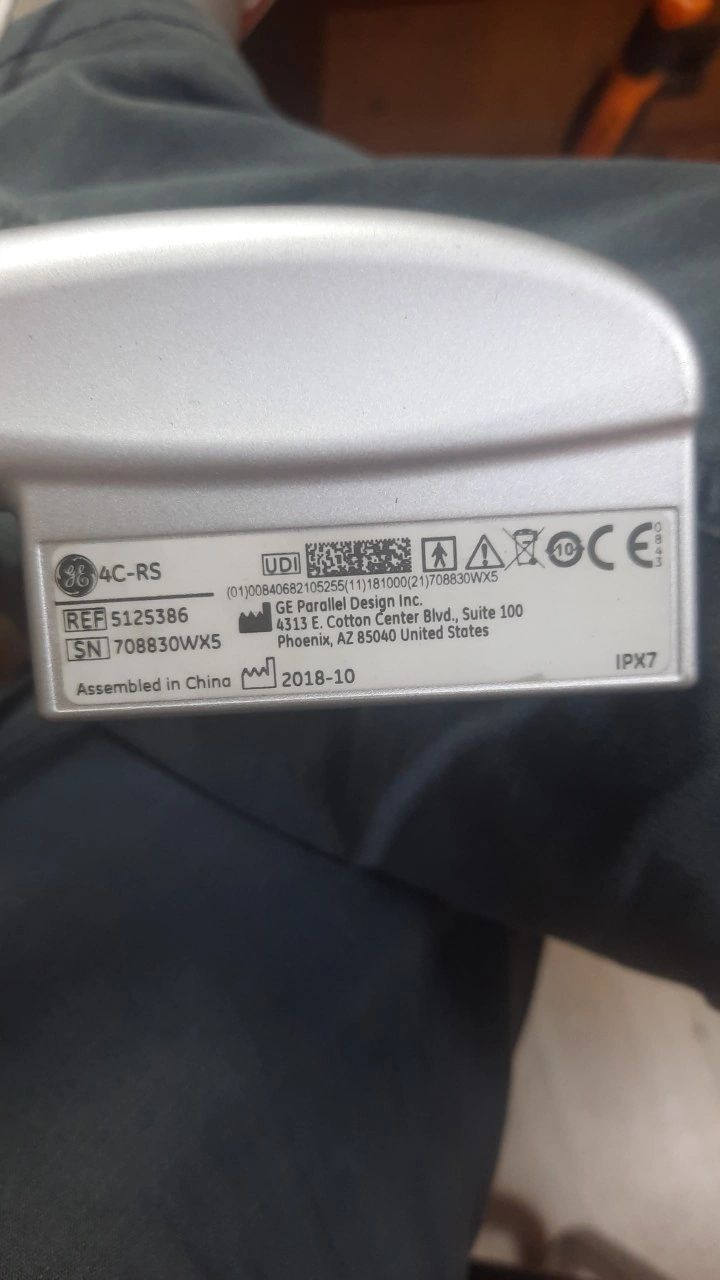 GE 4C-RS
REF 5125386
SN 708830WX5
Assembled in China 2018-10
UDI
(01)00840682105255(11)181000(21)708830WX5
GE Parallel Design Inc.
4313 E. Cotton Center Blvd., Suite 100
Phoenix, AZ 85040 United States
10
CE 0843
IPX7